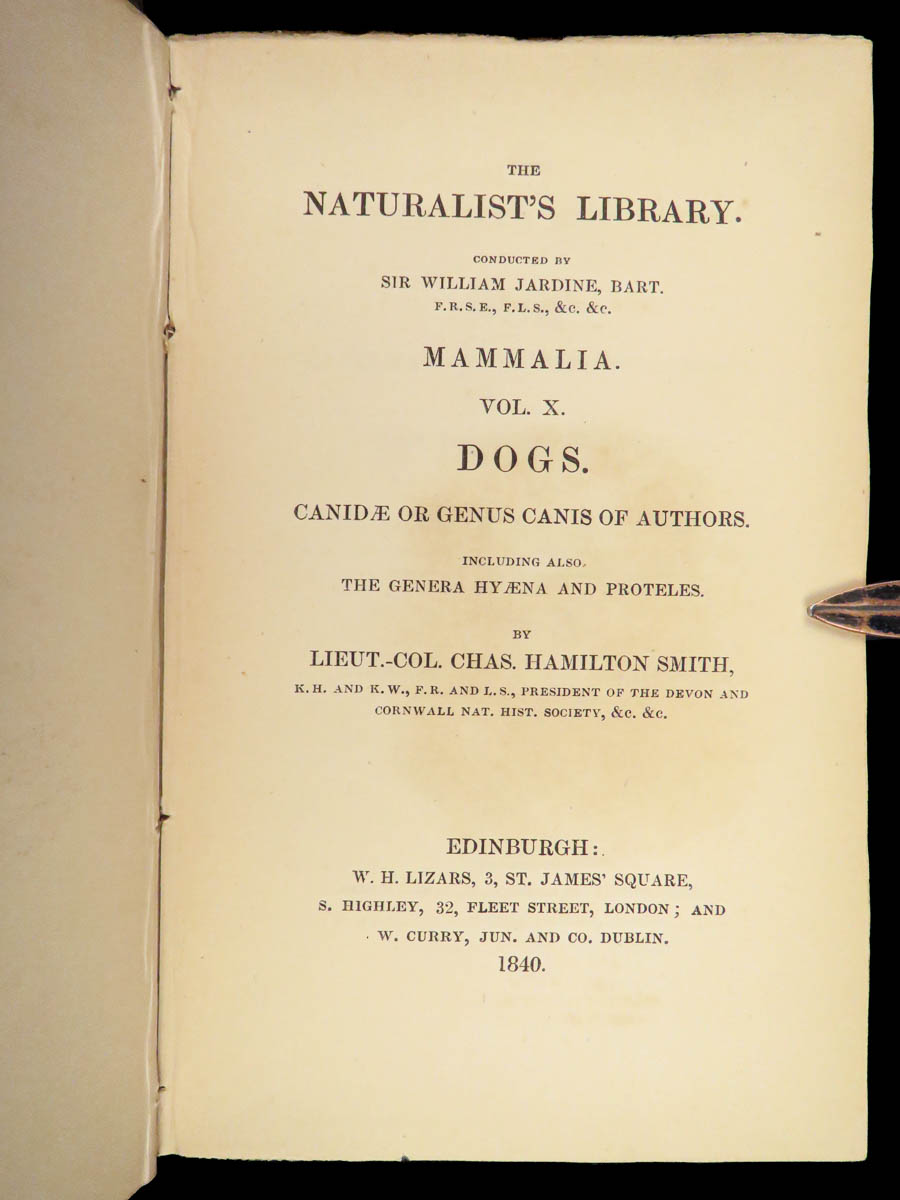 THE
NATURALIST'S LIBRARY.
CONDUCTED BY
SIR WILLIAM JARDINE, BART.
F.R.S.E., F.L.S., &c. &c.
MAMMALIA.
VOL. X.
DOGS.
CANIDÆ OR GENUS CANIS OF AUTHORS.
INCLUDING ALSO,
THE GENERA HYÆNA AND PROTELES.
BY
LIEUT.-COL. CHAS. HAMILTON SMITH,
K.H. AND K.W., F.R. AND L.S., PRESIDENT OF THE DEVON AND
CORNWALL NAT. HIST. SOCIETY, &c. &c.
EDINBURGH:
W. H. LIZARS, 3, ST. JAMES' SQUARE,
S. HIGHLEY, 32, FLEET STREET, LONDON; AND
W. CURRY, JUN. AND CO. DUBLIN.
1840.